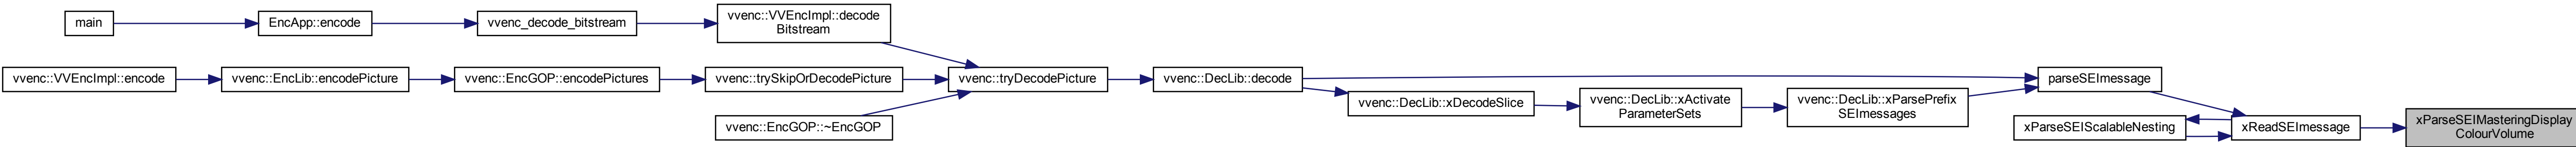 main
EncApp::encode
vvenc_decode_bitstream
vvenc::VVEncImpl::decode
Bitstream
vvenc::VVEncImpl::encode
vvenc::EncLib::encodePicture
vvenc::EncGOP::encodePictures
vvenc::trySkipOrDecodePicture
vvenc::EncGOP::~EncGOP
vvenc::tryDecodePicture
vvenc::DecLib::decode
vvenc::DecLib::xDecodeSlice
vvenc::DecLib::xActivate
ParameterSets
vvenc::DecLib::xParsePrefix
SEImessages
parseSEImessage
xParseSEIScalableNesting
xReadSEImessage
xParseSEIMasteringDisplay
ColourVolume